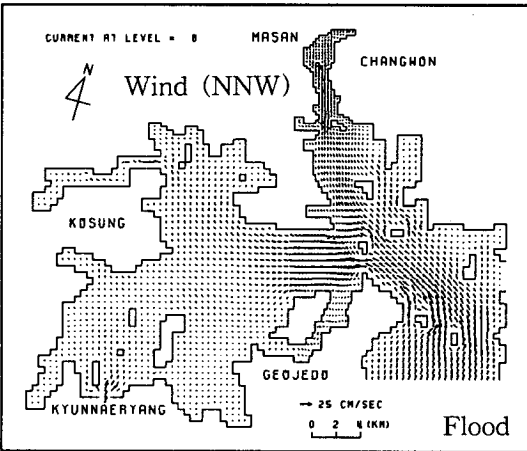 CURRENT AT LEVEL = 0
MASAN
CHANGWON
N
Wind (NNW)
KOSUNG
GEOJEDO
KYUNNAERYANG
→ 25 CM/SEC
0 2 4 (KM)
Flood